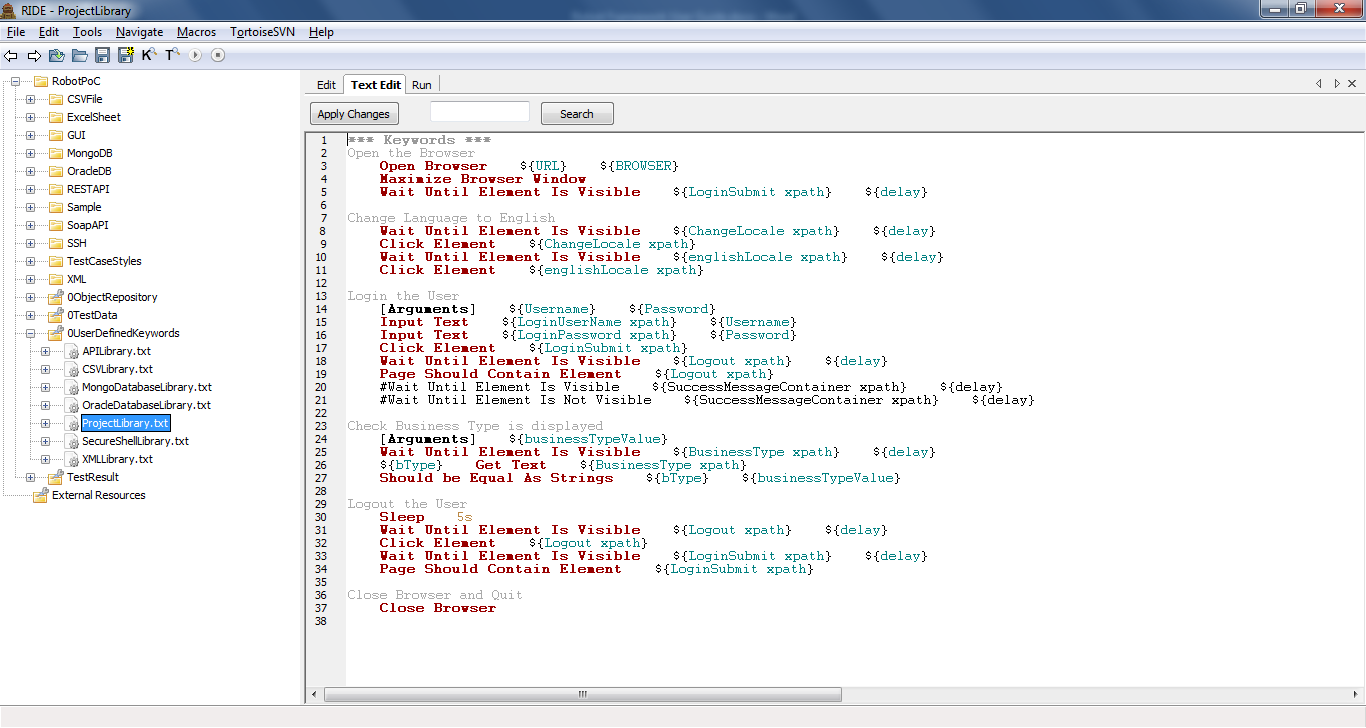 RIDE - ProjectLibrary
File Edit Tools Navigate Macros TortoiseSVN Help
K T
RobotPoC
CSVFile
ExcelSheet
GUI
MongoDB
OracleDB
RESTAPI
Sample
SoapAPI
SSH
TestCaseStyles
XML
0ObjectRepository
0TestData
0UserDefinedKeywords
APILibrary.txt
CSVLibrary.txt
MongoDatabaseLibrary.txt
OracleDatabaseLibrary.txt
ProjectLibrary.txt
SecureShellLibrary.txt
XMLLibrary.txt
TestResult
External Resources
Edit Text Edit Run
Apply Changes Search
1 *** Keywords ***
2 Open the Browser
3 Open Browser ${URL} ${BROWSER}
4 Maximize Browser Window
5 Wait Until Element Is Visible ${LoginSubmit xpath} ${delay}
6
7 Change Language to English
8 Wait Until Element Is Visible ${ChangeLocale xpath} ${delay}
9 Click Element ${ChangeLocale xpath}
10 Wait Until Element Is Visible ${englishLocale xpath} ${delay}
11 Click Element ${englishLocale xpath}
12
13 Login the User
14 [Arguments] ${Username} ${Password}
15 Input Text ${LoginUserName xpath} ${Username}
16 Input Text ${LoginPassword xpath} ${Password}
17 Click Element ${LoginSubmit xpath}
18 Wait Until Element Is Visible ${Logout xpath} ${delay}
19 Page Should Contain Element ${Logout xpath}
20 #Wait Until Element Is Visible ${SuccessMessageContainer xpath} ${delay}
21 #Wait Until Element Is Not Visible ${SuccessMessageContainer xpath} ${delay}
22
23 Check Business Type is displayed
24 [Arguments] ${businessTypeValue}
25 Wait Until Element Is Visible ${BusinessType xpath} ${delay}
26 ${bType} Get Text ${BusinessType xpath}
27 Should be Equal As Strings ${bType} ${businessTypeValue}
28
29 Logout the User
30 Sleep 5s
31 Wait Until Element Is Visible ${Logout xpath} ${delay}
32 Click Element ${Logout xpath}
33 Wait Until Element Is Visible ${LoginSubmit xpath} ${delay}
34 Page Should Contain Element ${LoginSubmit xpath}
35
36 Close Browser and Quit
37 Close Browser
38